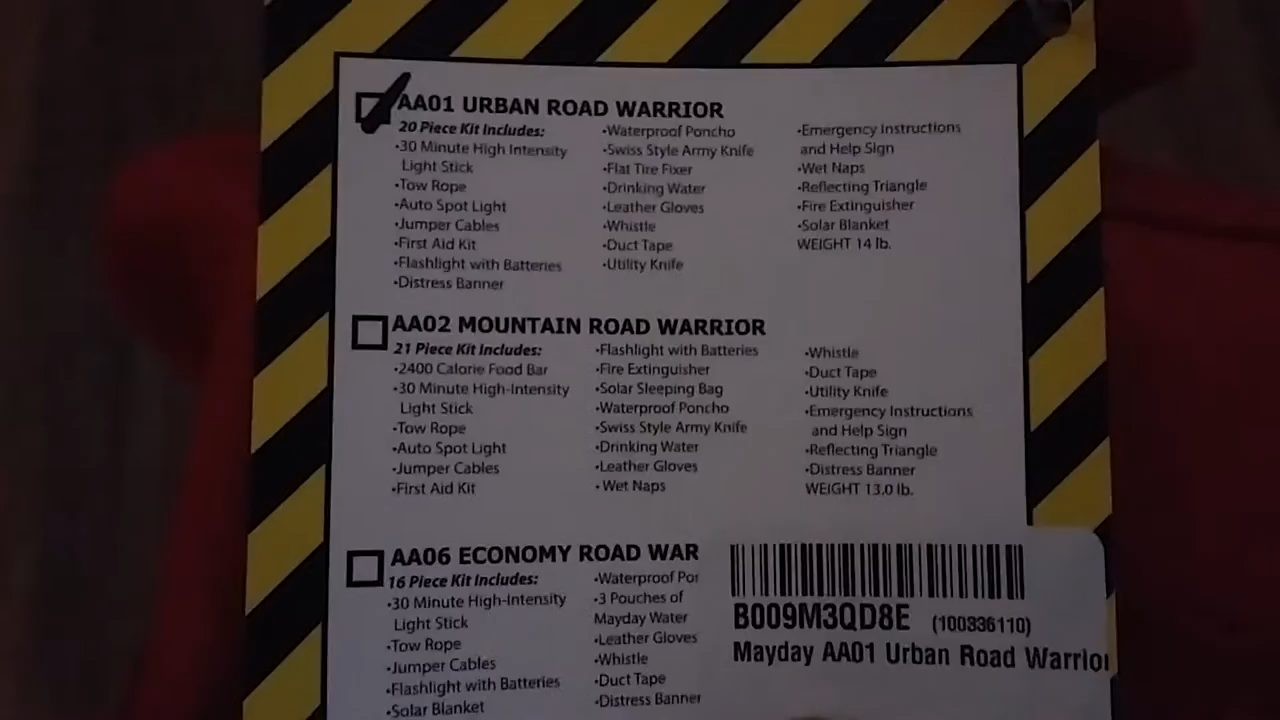 AA01 URBAN ROAD WARRIOR
20 Piece Kit Includes:
•30 Minute High Intensity
Light Stick
•Tow Rope
•Auto Spot Light
•Jumper Cables
•First Aid Kit
•Flashlight with Batteries
•Distress Banner
•Waterproof Poncho
•Swiss Style Army Knife
•Flat Tire Fixer
•Drinking Water
•Leather Gloves
•Whistle
•Duct Tape
•Utility Knife
•Emergency Instructions
and Help Sign
•Wet Naps
•Reflecting Triangle
•Fire Extinguisher
•Solar Blanket
WEIGHT 14 lb.
AA02 MOUNTAIN ROAD WARRIOR
21 Piece Kit Includes:
•2400 Calorie Food Bar
•30 Minute High-Intensity
Light Stick
•Tow Rope
•Auto Spot Light
•Jumper Cables
•First Aid Kit
•Flashlight with Batteries
•Fire Extinguisher
•Solar Sleeping Bag
•Waterproof Poncho
•Swiss Style Army Knife
•Drinking Water
•Leather Gloves
• Wet Naps
•Whistle
•Duct Tape
•Utility Knife
•Emergency Instructions
and Help Sign
•Reflecting Triangle
•Distress Banner
WEIGHT 13.0 lb.
AA06 ECONOMY ROAD WAR
16 Piece Kit Includes:
•30 Minute High-Intensity
Light Stick
•Tow Rope
•Jumper Cables
•Flashlight with Batteries
•Solar Blanket
•Waterproof Por
•3 Pouches of
Mayday Water
•Leather Gloves
•Whistle
•Duct Tape
•Distress Banner
B009M3QD8E (100336110)
Mayday AA01 Urban Road Warrior